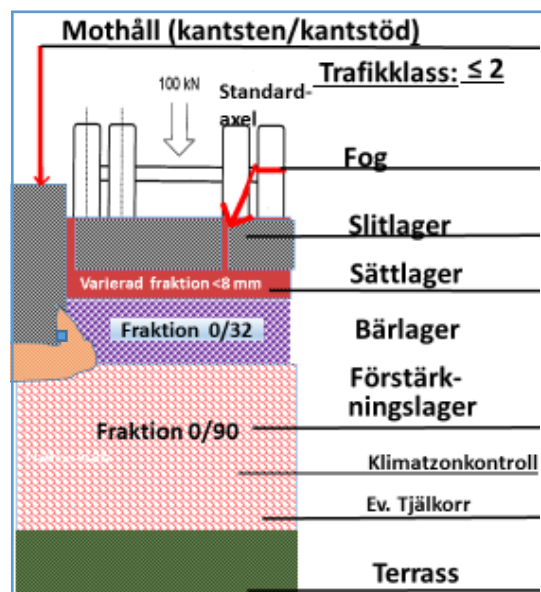 Mothåll (kantsten/kantstöd)
Trafikklass: ≤ 2
100 kN
Standard-
axel
Fog
Slitlager
Sättlager
Varierad fraktion <8 mm
Fraktion 0/32
Bärlager
Förstärk-
ningslager
Fraktion 0/90
Klimatzonkontroll
Ev. Tjälkorr
Terrass